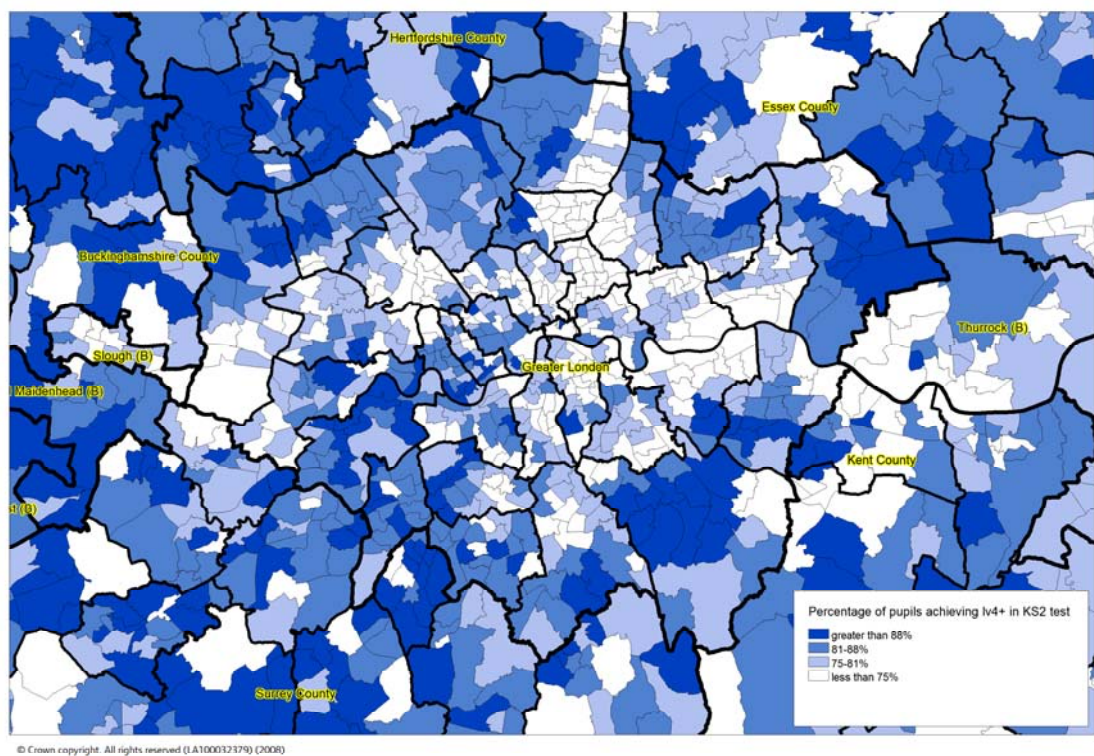 Hertfordshire County
Essex County
Buckinghamshire County
Thurrock (B)
Slough (B)
Greater London
Maidenhead (B)
Kent County
(B)
Surrey County
Percentage of pupils achieving lv4+ in KS2 test
greater than 88%
81-88%
75-81%
less than 75%
© Crown copyright. All rights reserved (LA100032379) (2008)